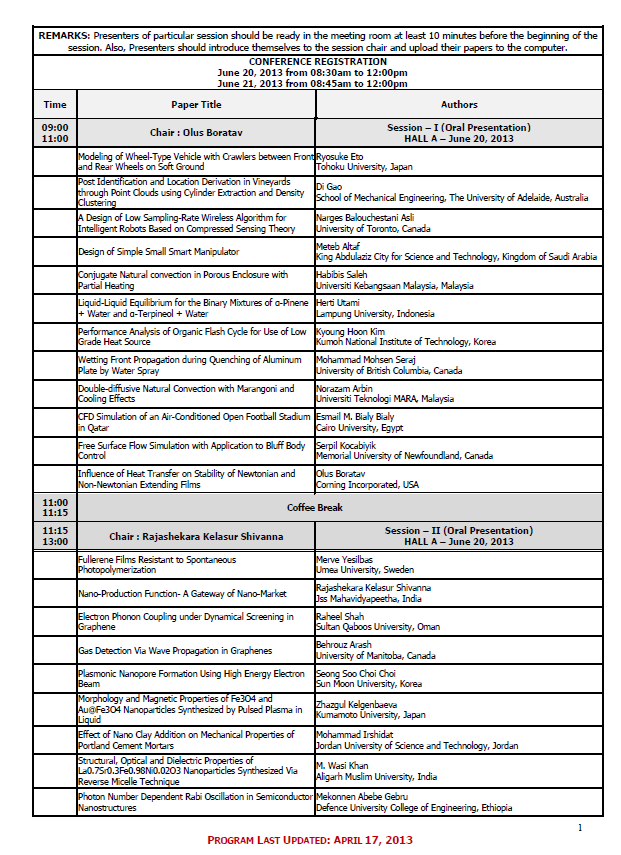 REMARKS: Presenters of particular session should be ready in the meeting room at least 10 minutes before the beginning of the
session. Also, Presenters should introduce themselves to the session chair and upload their papers to the computer.
CONFERENCE REGISTRATION
June 20, 2013 from 08:30am to 12:00pm
June 21, 2013 from 08:45am to 12:00pm
Time Paper Title Authors
09:00
11:00
Chair : Olus Boratav
Session – I (Oral Presentation)
HALL A – June 20, 2013
Modeling of Wheel-Type Vehicle with Crawlers between Front
and Rear Wheels on Soft Ground
Ryosuke Eto
Tohoku University, Japan
Post Identification and Location Derivation in Vineyards
through Point Clouds using Cylinder Extraction and Density
Clustering
Di Gao
School of Mechanical Engineering, The University of Adelaide, Australia
A Design of Low Sampling-Rate Wireless Algorithm for
Intelligent Robots Based on Compressed Sensing Theory
Narges Balouchestani Asli
University of Toronto, Canada
Design of Simple Small Smart Manipulator
Meteb Altaf
King Abdulaziz City for Science and Technology, Kingdom of Saudi Arabia
Conjugate Natural convection in Porous Enclosure with
Partial Heating
Habibis Saleh
Universiti Kebangsaan Malaysia, Malaysia
Liquid-Liquid Equilibrium for the Binary Mixtures of α-Pinene
+ Water and α-Terpineol + Water
Herti Utami
Lampung University, Indonesia
Performance Analysis of Organic Flash Cycle for Use of Low
Grade Heat Source
Kyoung Hoon Kim
Kumoh National Institute of Technology, Korea
Wetting Front Propagation during Quenching of Aluminum
Plate by Water Spray
Mohammad Mohsen Seraj
University of British Columbia, Canada
Double-diffusive Natural Convection with Marangoni and
Cooling Effects
Norazam Arbin
Universiti Teknologi MARA, Malaysia
CFD Simulation of an Air-Conditioned Open Football Stadium
in Qatar
Esmail M. Bialy Bialy
Cairo University, Egypt
Free Surface Flow Simulation with Application to Bluff Body
Control
Serpil Kocabiyik
Memorial University of Newfoundland, Canada
Influence of Heat Transfer on Stability of Newtonian and
Non-Newtonian Extending Films
Olus Boratav
Corning Incorporated, USA
11:00
11:15
Coffee Break
11:15
13:00
Chair : Rajashekara Kelasur Shivanna
Session – II (Oral Presentation)
HALL A – June 20, 2013
Fullerene Films Resistant to Spontaneous
Photopolymerization
Merve Yesilbas
Umea University, Sweden
Nano-Production Function- A Gateway of Nano-Market
Rajashekara Kelasur Shivanna
Jss Mahavidyapeetha, India
Electron Phonon Coupling under Dynamical Screening in
Graphene
Raheel Shah
Sultan Qaboos University, Oman
Gas Detection Via Wave Propagation in Graphenes
Behrouz Arash
University of Manitoba, Canada
Plasmonic Nanopore Formation Using High Energy Electron
Beam
Seong Soo Choi Choi
Sun Moon University, Korea
Morphology and Magnetic Properties of Fe3O4 and
Au@Fe3O4 Nanoparticles Synthesized by Pulsed Plasma in
Liquid
Zhazgul Kelgenbaeva
Kumamoto University, Japan
Effect of Nano Clay Addition on Mechanical Properties of
Portland Cement Mortars
Mohammad Irshidat
Jordan University of Science and Technology, Jordan
Structural, Optical and Dielectric Properties of
La0.7Sr0.3Fe0.98Ni0.02O3 Nanoparticles Synthesized Via
Reverse Micelle Technique
M. Wasi Khan
Aligarh Muslim University, India
Photon Number Dependent Rabi Oscillation in Semiconductor
Nanostructures
Mekonnen Abebe Gebru
Defence University College of Engineering, Ethiopia
1
PROGRAM LAST UPDATED: APRIL 17, 2013